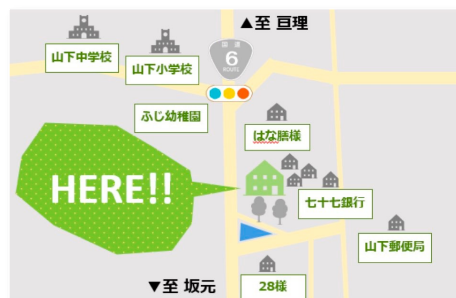 ▲至 亘理
山下中学校
山下小学校
国道
6
ROUTE
ふじ幼稚園
はな膳様
HERE!!
七十七銀行
山下郵便局
▼至 坂元
28様